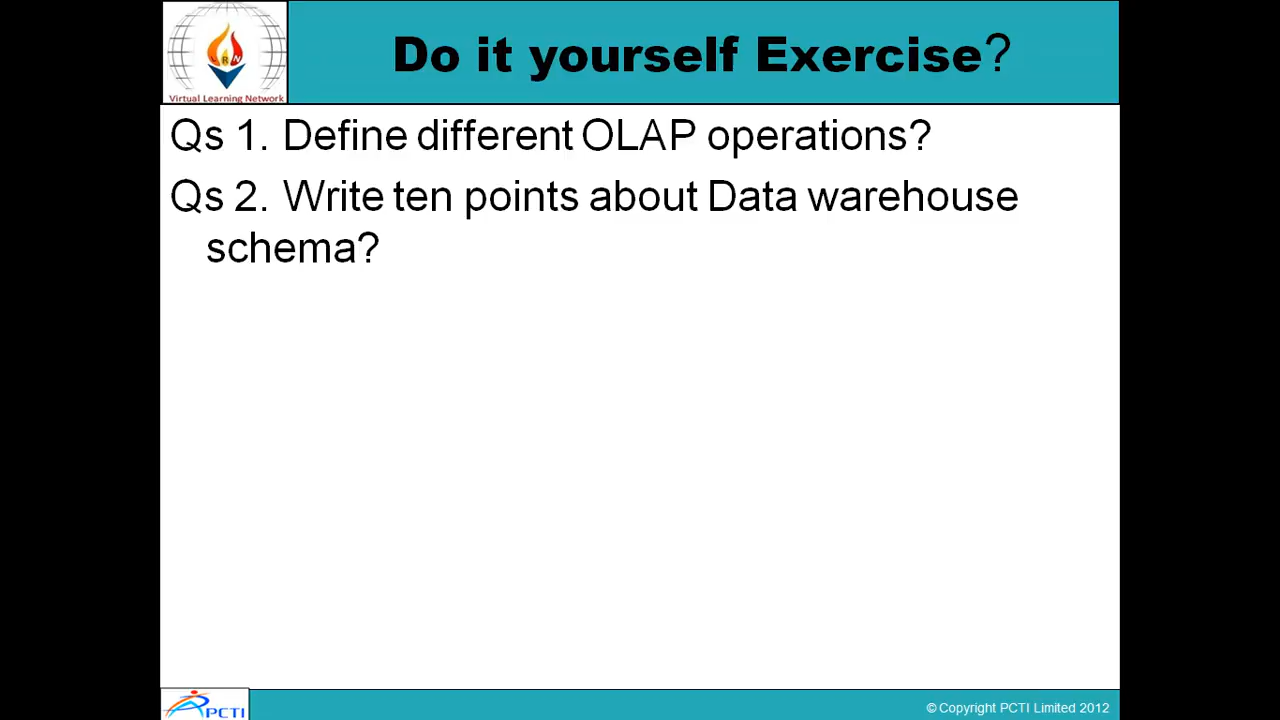 LRN
Virtual Learning Network
Do it yourself Exercise?
Qs 1. Define different OLAP operations?
Qs 2. Write ten points about Data warehouse
schema?
PCTI
© Copyright PCTI Limited 2012